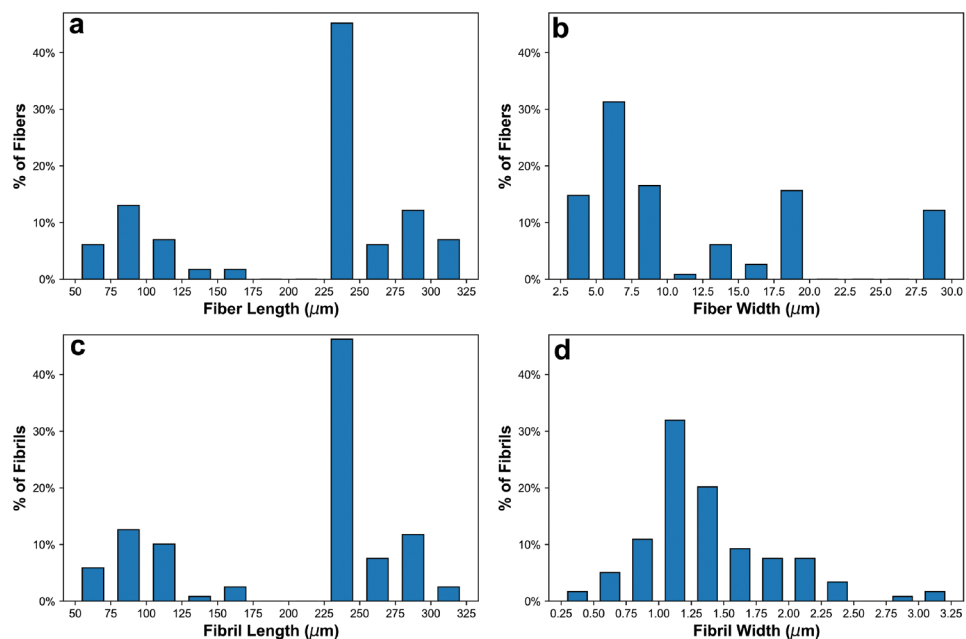 a
40%
30%
20%
10%
0%
% of Fibers
50 75 100 125 150 175 200 225 250 275 300 325
Fiber Length (μm)
b
40%
30%
20%
10%
0%
% of Fibers
2.5 5.0 7.5 10.0 12.5 15.0 17.5 20.0 22.5 25.0 27.5 30.0
Fiber Width (μm)
c
40%
30%
20%
10%
0%
% of Fibrils
50 75 100 125 150 175 200 225 250 275 300 325
Fibril Length (μm)
d
40%
30%
20%
10%
0%
% of Fibrils
0.25 0.50 0.75 1.00 1.25 1.50 1.75 2.00 2.25 2.50 2.75 3.00 3.25
Fibril Width (μm)